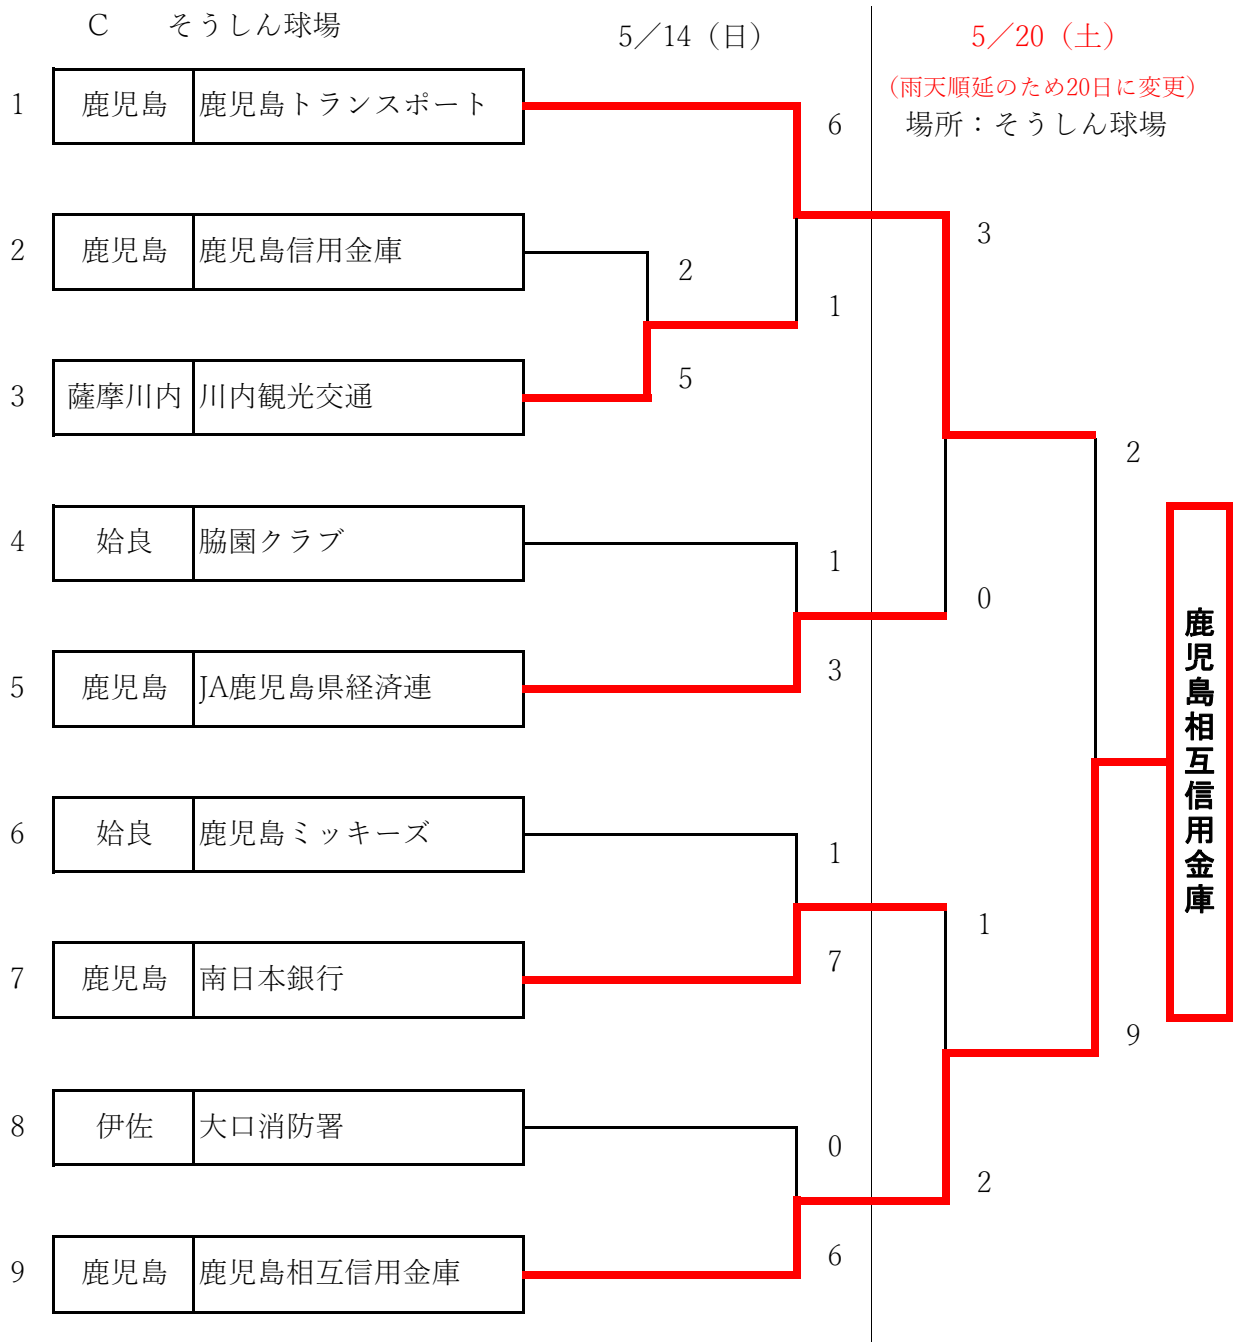 C そうしん球場
5／14（日）
5／20（土）
（雨天順延のため20日に変更）
場所：そうしん球場
1 鹿児島 鹿児島トランスポート
6
2 鹿児島 鹿児島信用金庫
3
2
1
3 薩摩川内 川内観光交通
5
2
4 姶良 脇園クラブ
1
0
5 鹿児島 JA鹿児島県経済連
3
鹿児島相互信用金庫
6 姶良 鹿児島ミッキーズ
1
1
7 鹿児島 南日本銀行
7
9
8 伊佐 大口消防署
0
2
9 鹿児島 鹿児島相互信用金庫
6